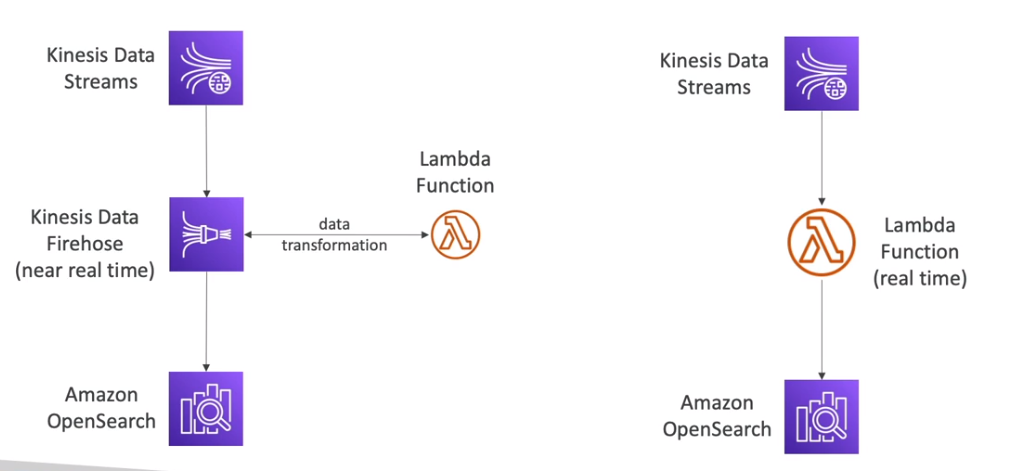 Kinesis Data
Streams
Lambda
Function
Kinesis Data
Firehose
(near real time)
data
transformation
Amazon
OpenSearch
Kinesis Data
Streams
Lambda
Function
(real time)
Amazon
OpenSearch